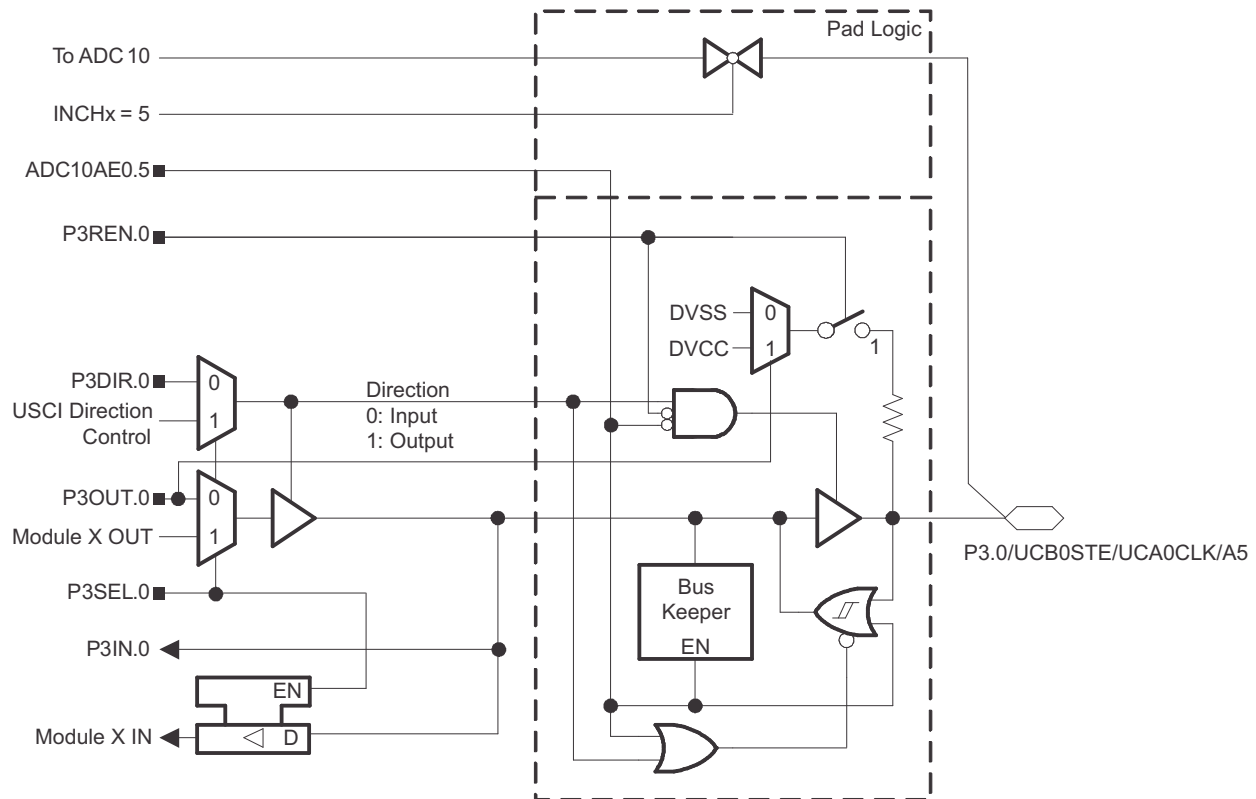 Pad Logic
To ADC 10
INCHx = 5
ADC10AE0.5
P3REN.0
DVSS
0
DVCC
1
1
P3DIR.0
0
USCI Direction
Control
1
Direction
0: Input
1: Output
P3OUT.0
0
Module X OUT
1
P3.0/UCB0STE/UCA0CLK/A5
P3SEL.0
Bus
Keeper
EN
P3IN.0
EN
Module X IN
D